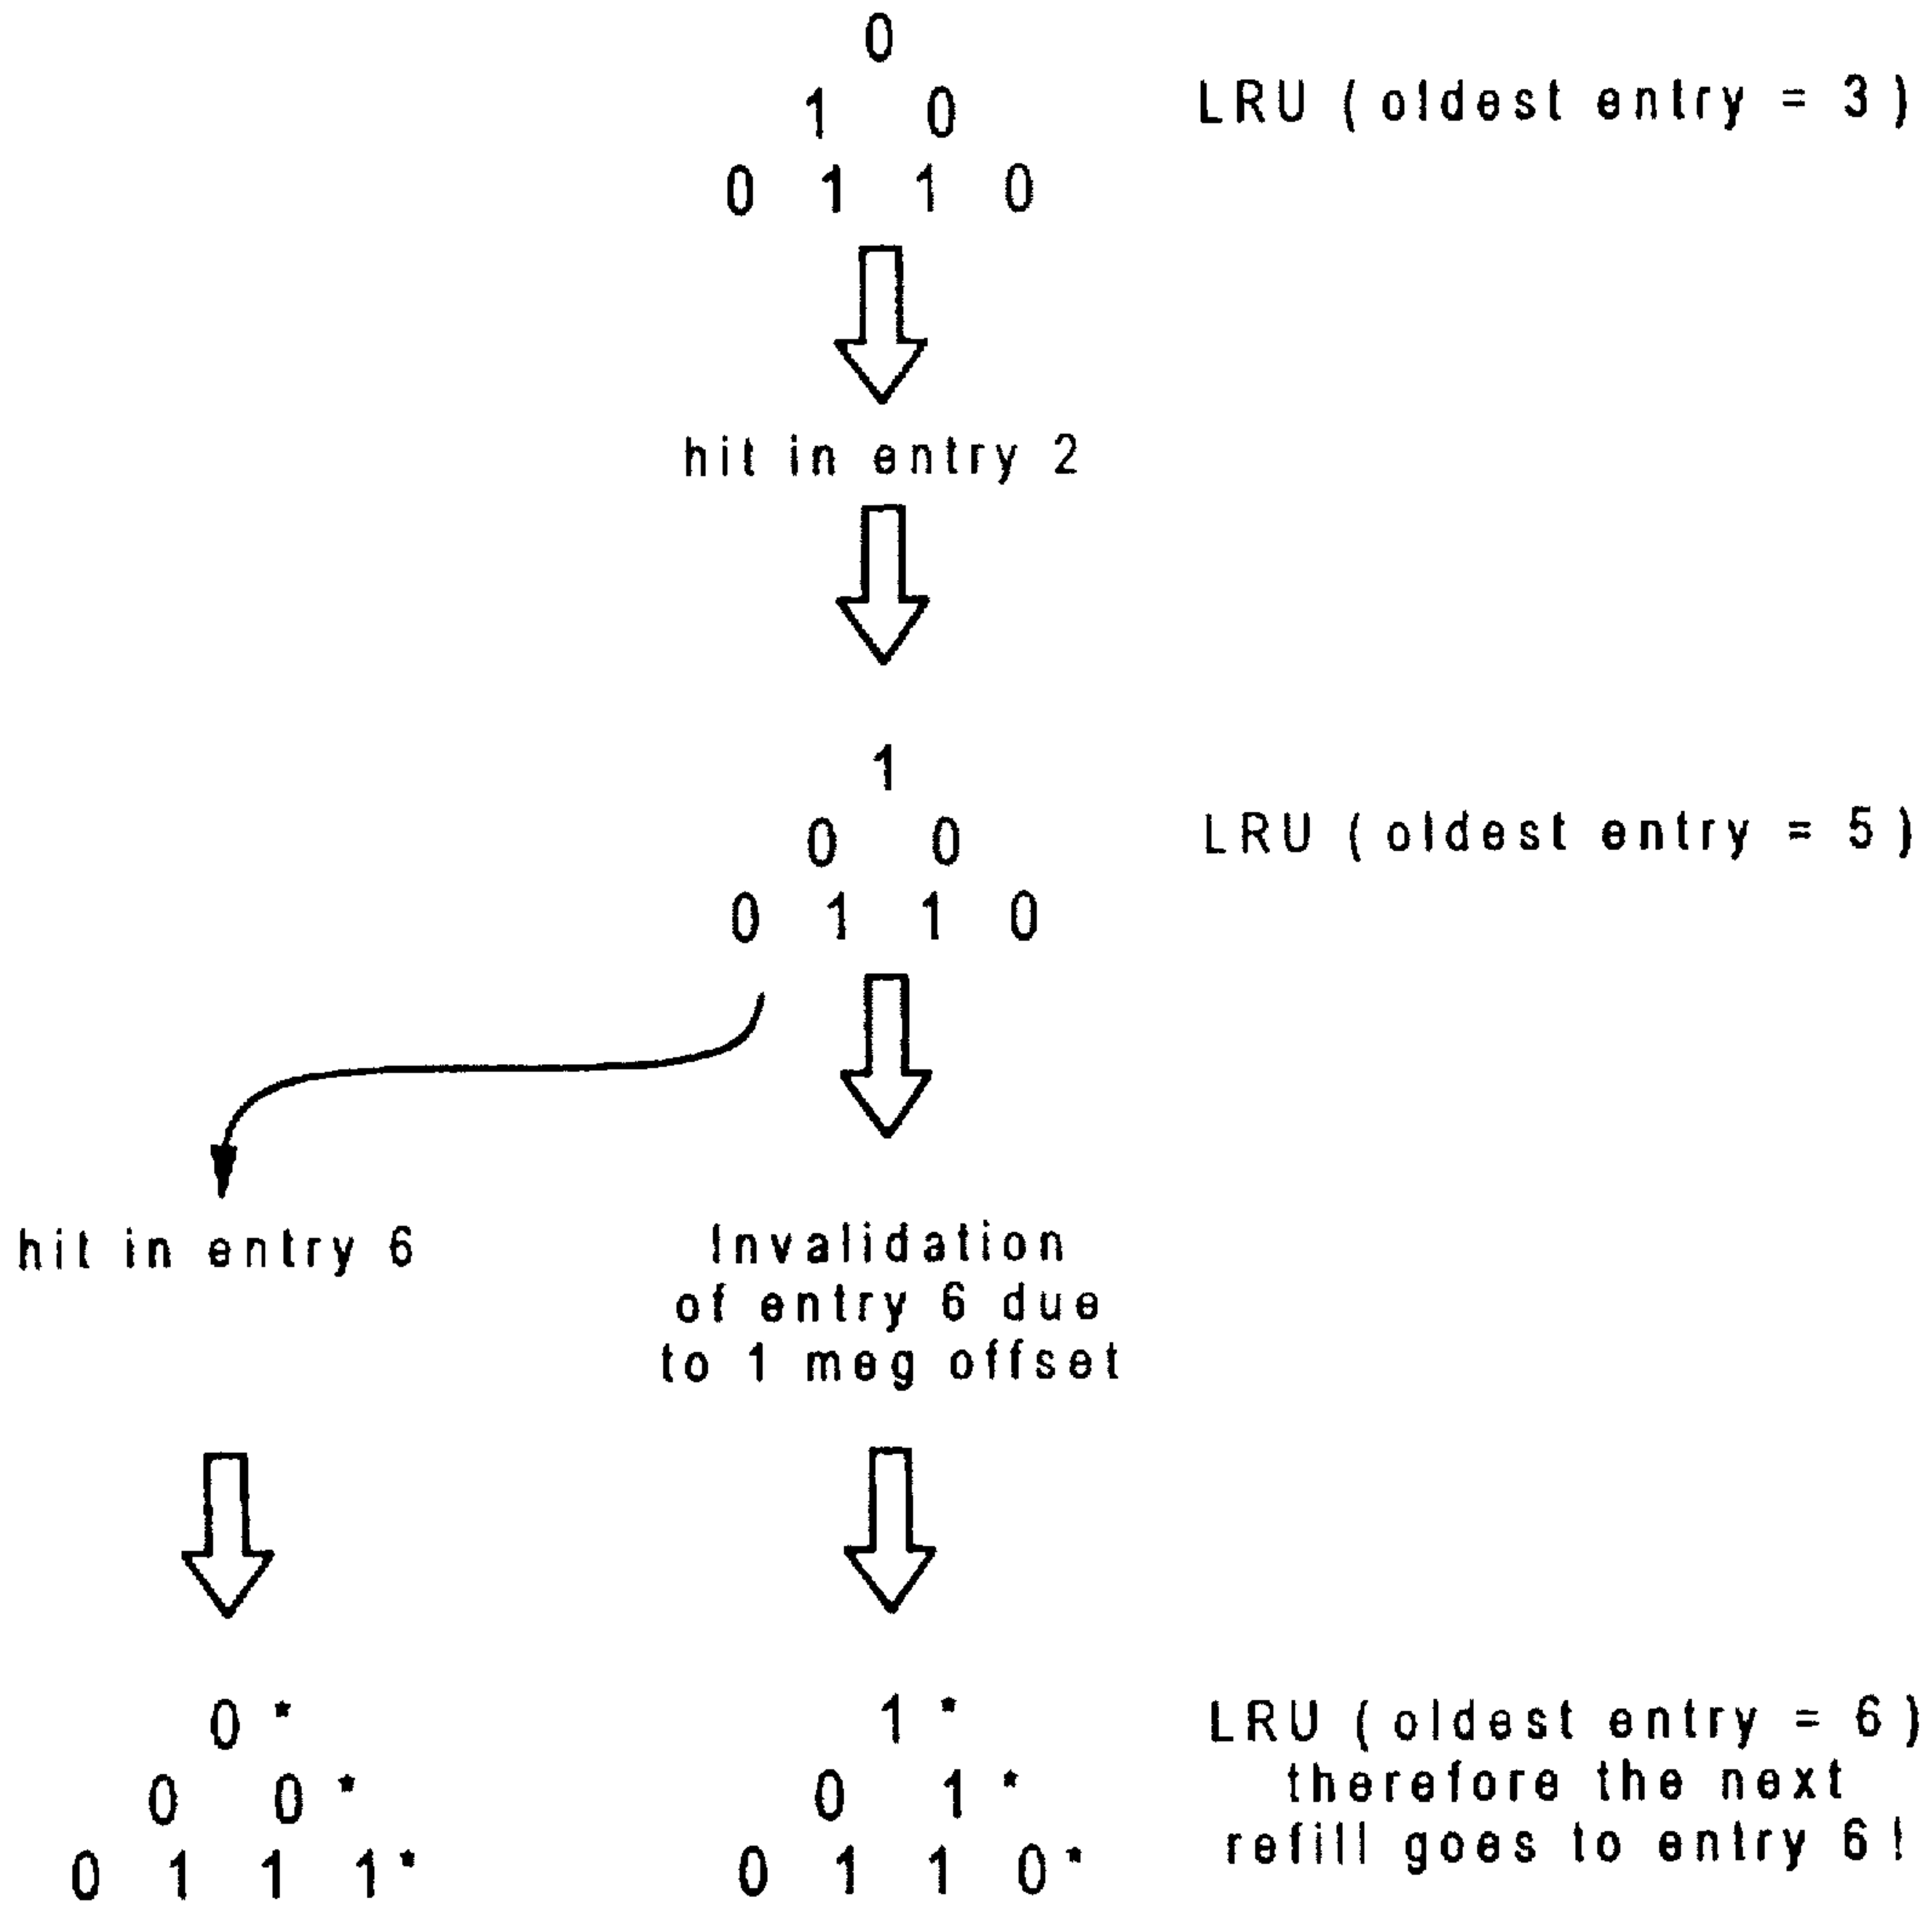 0
1 0 LRU ( oldest entry = 3 )
0 1 1 0
hit in entry 2
1
0 0 LRU ( oldest entry = 5 )
0 1 1 0
hit in entry 6
Invalidation
of entry 6 due
to 1 meg offset
0 *
0 0 *
0 1 1 1 *
1 *
0 1 *
0 1 1 0 *
LRU ( oldest entry = 6 )
therefore the next
refill goes to entry 6 !